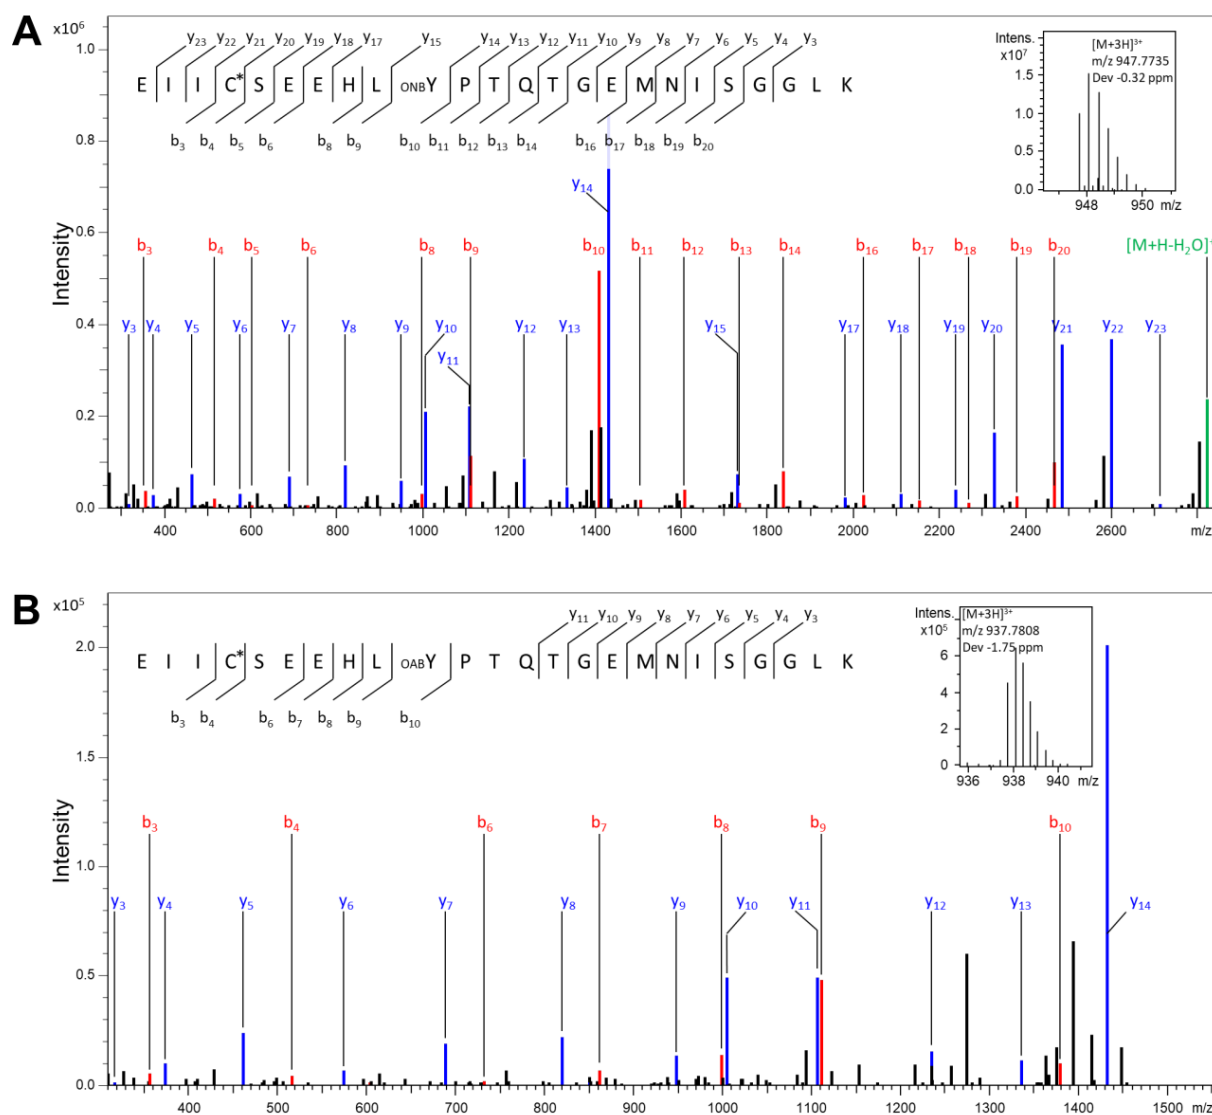 A
x10⁶
y₂₃ y₂₂ y₂₁ y₂₀ y₁₉ y₁₈ y₁₇ y₁₅ y₁₄ y₁₃ y₁₂ y₁₁ y₁₀ y₉ y₈ y₇ y₆ y₅ y₄ y₃
E I I C* S E E H L ONBY P T Q T G E M N I S G G L K
b₃ b₄ b₅ b₆ b₈ b₉ b₁₀ b₁₁ b₁₂ b₁₃ b₁₄ b₁₆ b₁₇ b₁₈ b₁₉ b₂₀
Intens.
x10⁷
[M+3H]³⁺
m/z 947.7735
Dev -0.32 ppm
1.5
1.0
0.5
0.0
948 950 m/z
Intensity
1.0
0.8
0.6
0.4
0.2
0.0
y₁₄
b₃ b₄ b₅ b₆ b₈ b₉ b₁₀ b₁₁ b₁₂ b₁₃ b₁₄ b₁₆ b₁₇ b₁₈ b₁₉ b₂₀ [M+H-H₂O]⁺
y₃ y₄ y₅ y₆ y₇ y₈ y₉ y₁₀ y₁₂ y₁₃ y₁₅ y₁₇ y₁₈ y₁₉ y₂₀ y₂₁ y₂₂ y₂₃
y₁₁
400 600 800 1000 1200 1400 1600 1800 2000 2200 2400 2600 m/z
B
x10⁵
y₁₁ y₁₀ y₉ y₈ y₇ y₆ y₅ y₄ y₃
E I I C* S E E H L OABY P T Q T G E M N I S G G L K
b₃ b₄ b₆ b₇ b₈ b₉ b₁₀
Intens.
x10⁵
[M+3H]³⁺
m/z 937.7808
Dev -1.75 ppm
6
4
2
0
936 938 940 m/z
Intensity
2.0
1.5
1.0
0.5
0.0
b₃ b₄ b₆ b₇ b₈ b₉ b₁₀
y₃ y₄ y₅ y₆ y₇ y₈ y₉ y₁₀ y₁₁ y₁₂ y₁₃ y₁₄
400 500 600 700 800 900 1000 1100 1200 1300 1400 1500 m/z